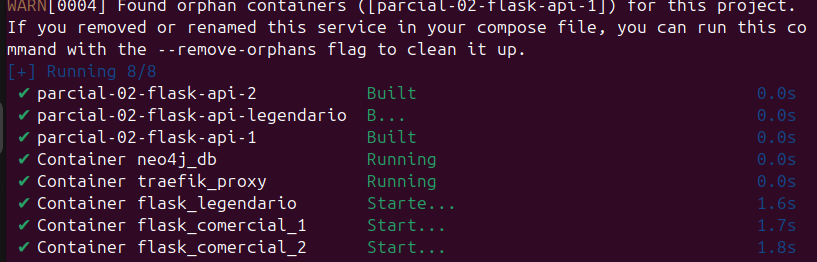 WARN[0004] Found orphan containers ([parcial-02-flask-api-1]) for this project.
If you removed or renamed this service in your compose file, you can run this co
mmand with the --remove-orphans flag to clean it up.
[+] Running 8/8
✔ parcial-02-flask-api-2 Built 0.0s
✔ parcial-02-flask-api-legendario B... 0.0s
✔ parcial-02-flask-api-1 Built 0.0s
✔ Container neo4j_db Running 0.0s
✔ Container traefik_proxy Running 0.0s
✔ Container flask_legendario Starte... 1.6s
✔ Container flask_comercial_1 Start... 1.7s
✔ Container flask_comercial_2 Start... 1.8s